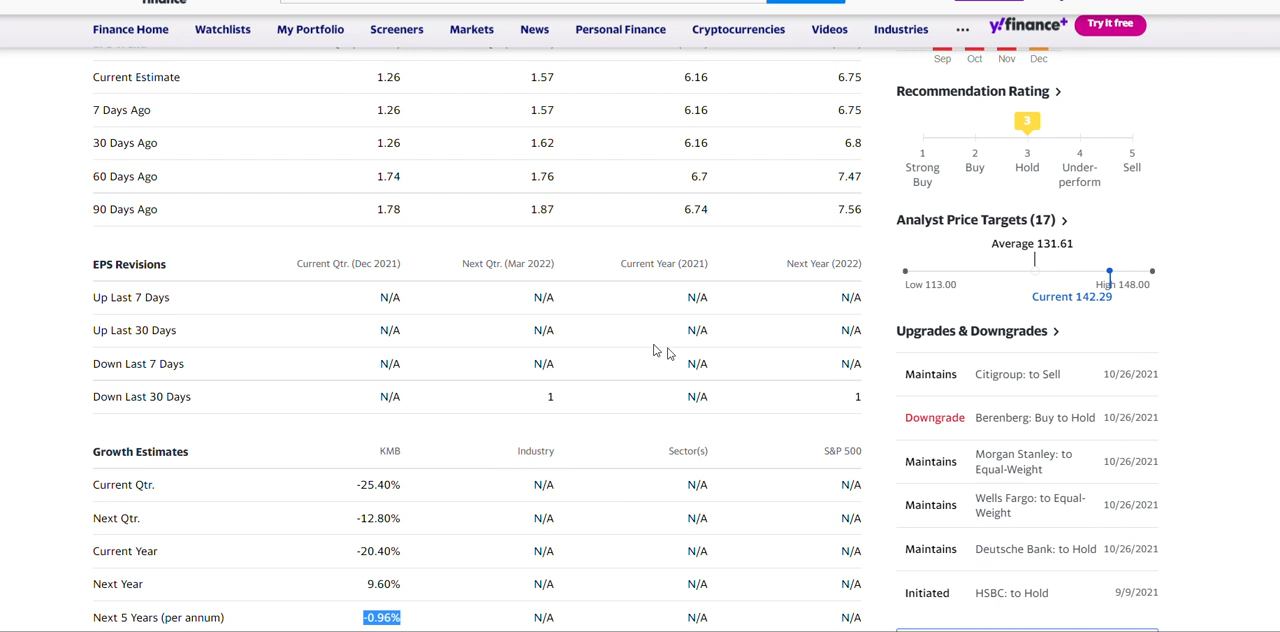 finance
Finance Home Watchlists My Portfolio Screeners Markets News Personal Finance Cryptocurrencies Videos Industries ... y!finance+ Try it free
Sep Oct Nov Dec
Current Estimate 1.26 1.57 6.16 6.75
7 Days Ago 1.26 1.57 6.16 6.75
30 Days Ago 1.26 1.62 6.16 6.8
60 Days Ago 1.74 1.76 6.7 7.47
90 Days Ago 1.78 1.87 6.74 7.56
EPS Revisions Current Qtr. (Dec 2021) Next Qtr. (Mar 2022) Current Year (2021) Next Year (2022)
Up Last 7 Days N/A N/A N/A N/A
Up Last 30 Days N/A N/A N/A N/A
Down Last 7 Days N/A N/A N/A N/A
Down Last 30 Days N/A 1 N/A 1
Growth Estimates KMB Industry Sector(s) S&P 500
Current Qtr. -25.40% N/A N/A N/A
Next Qtr. -12.80% N/A N/A N/A
Current Year -20.40% N/A N/A N/A
Next Year 9.60% N/A N/A N/A
Next 5 Years (per annum) -0.96% N/A N/A N/A
Recommendation Rating >
3
1 2 3 4 5
Strong Buy Hold Under- Sell
Buy perform
Analyst Price Targets (17) >
Average 131.61
Low 113.00 High 148.00
Current 142.29
Upgrades & Downgrades >
Maintains Citigroup: to Sell 10/26/2021
Downgrade Berenberg: Buy to Hold 10/26/2021
Maintains Morgan Stanley: to 10/26/2021
Equal-Weight
Maintains Wells Fargo: to Equal- 10/26/2021
Weight
Maintains Deutsche Bank: to Hold 10/26/2021
Initiated HSBC: to Hold 9/9/2021